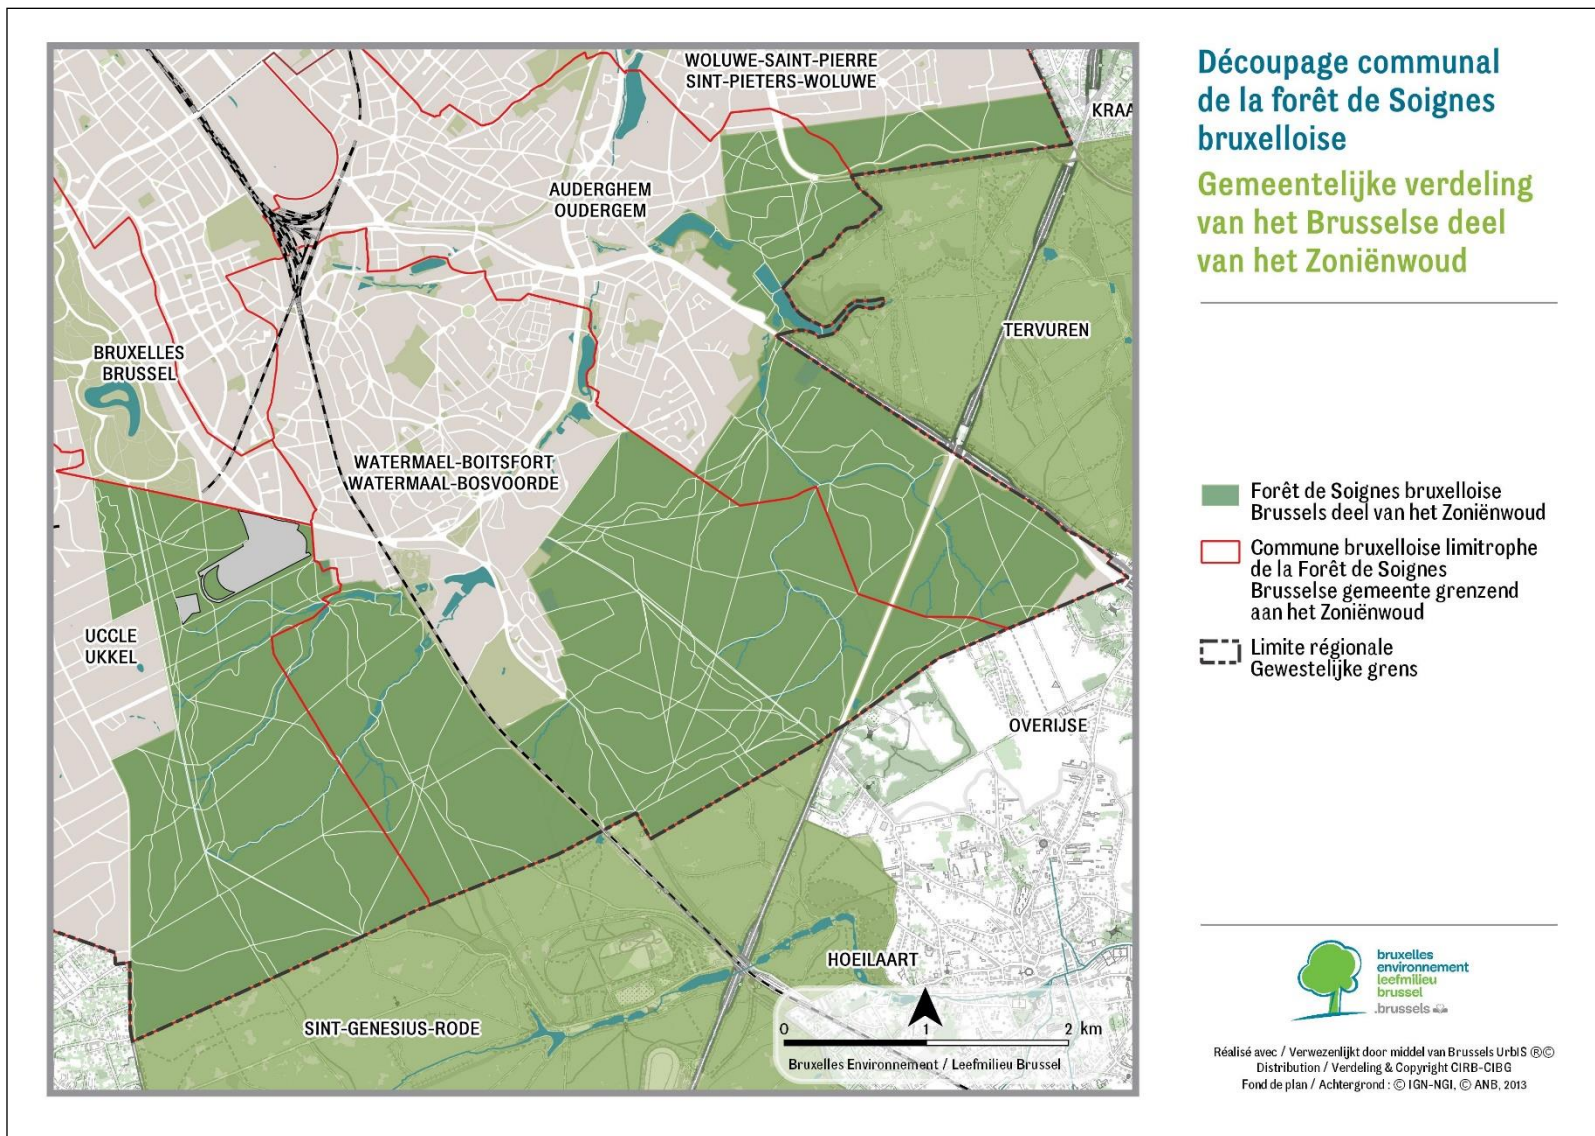 Découpage communal
de la forêt de Soignes
bruxelloise
Gemeentelijke verdeling
van het Brusselse deel
van het Zoniënwoud
WOLUWE-SAINT-PIERRE
SINT-PIETERS-WOLUWE
KRAA
AUDERGHEM
OUDERGEM
TERVUREN
BRUXELLES
BRUSSEL
WATERMAEL-BOITSFORT
WATERMAAL-BOSVOORDE
UCCLE
UKKEL
OVERIJSE
HOEILAART
SINT-GENESIUS-RODE
0 1 2 km
Bruxelles Environnement / Leefmilieu Brussel
Forêt de Soignes bruxelloise
Brussels deel van het Zoniënwoud
Commune bruxelloise limitrophe
de la Forêt de Soignes
Brusselse gemeente grenzend
aan het Zoniënwoud
Limite régionale
Gewestelijke grens
bruxelles
environnement
leefmilieu
brussel
.brussels
Réalisé avec / Verwezenlijkt door middel van Brussels UrbIS ®©
Distribution / Verdeling & Copyright CIRB-CIBG
Fond de plan / Achtergrond : © IGN-NGI, © ANB, 2013